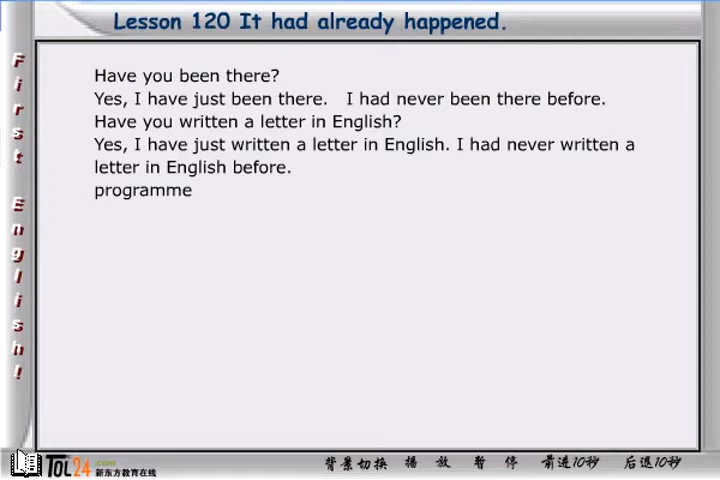 Lesson 120 It had already happened.
First English!
Have you been there?
Yes, I have just been there. I had never been there before.
Have you written a letter in English?
Yes, I have just written a letter in English. I had never written a
letter in English before.
programme
TOL24.com
新东方教育在线
背景切换 播放 暂停 前进10秒 后退10秒